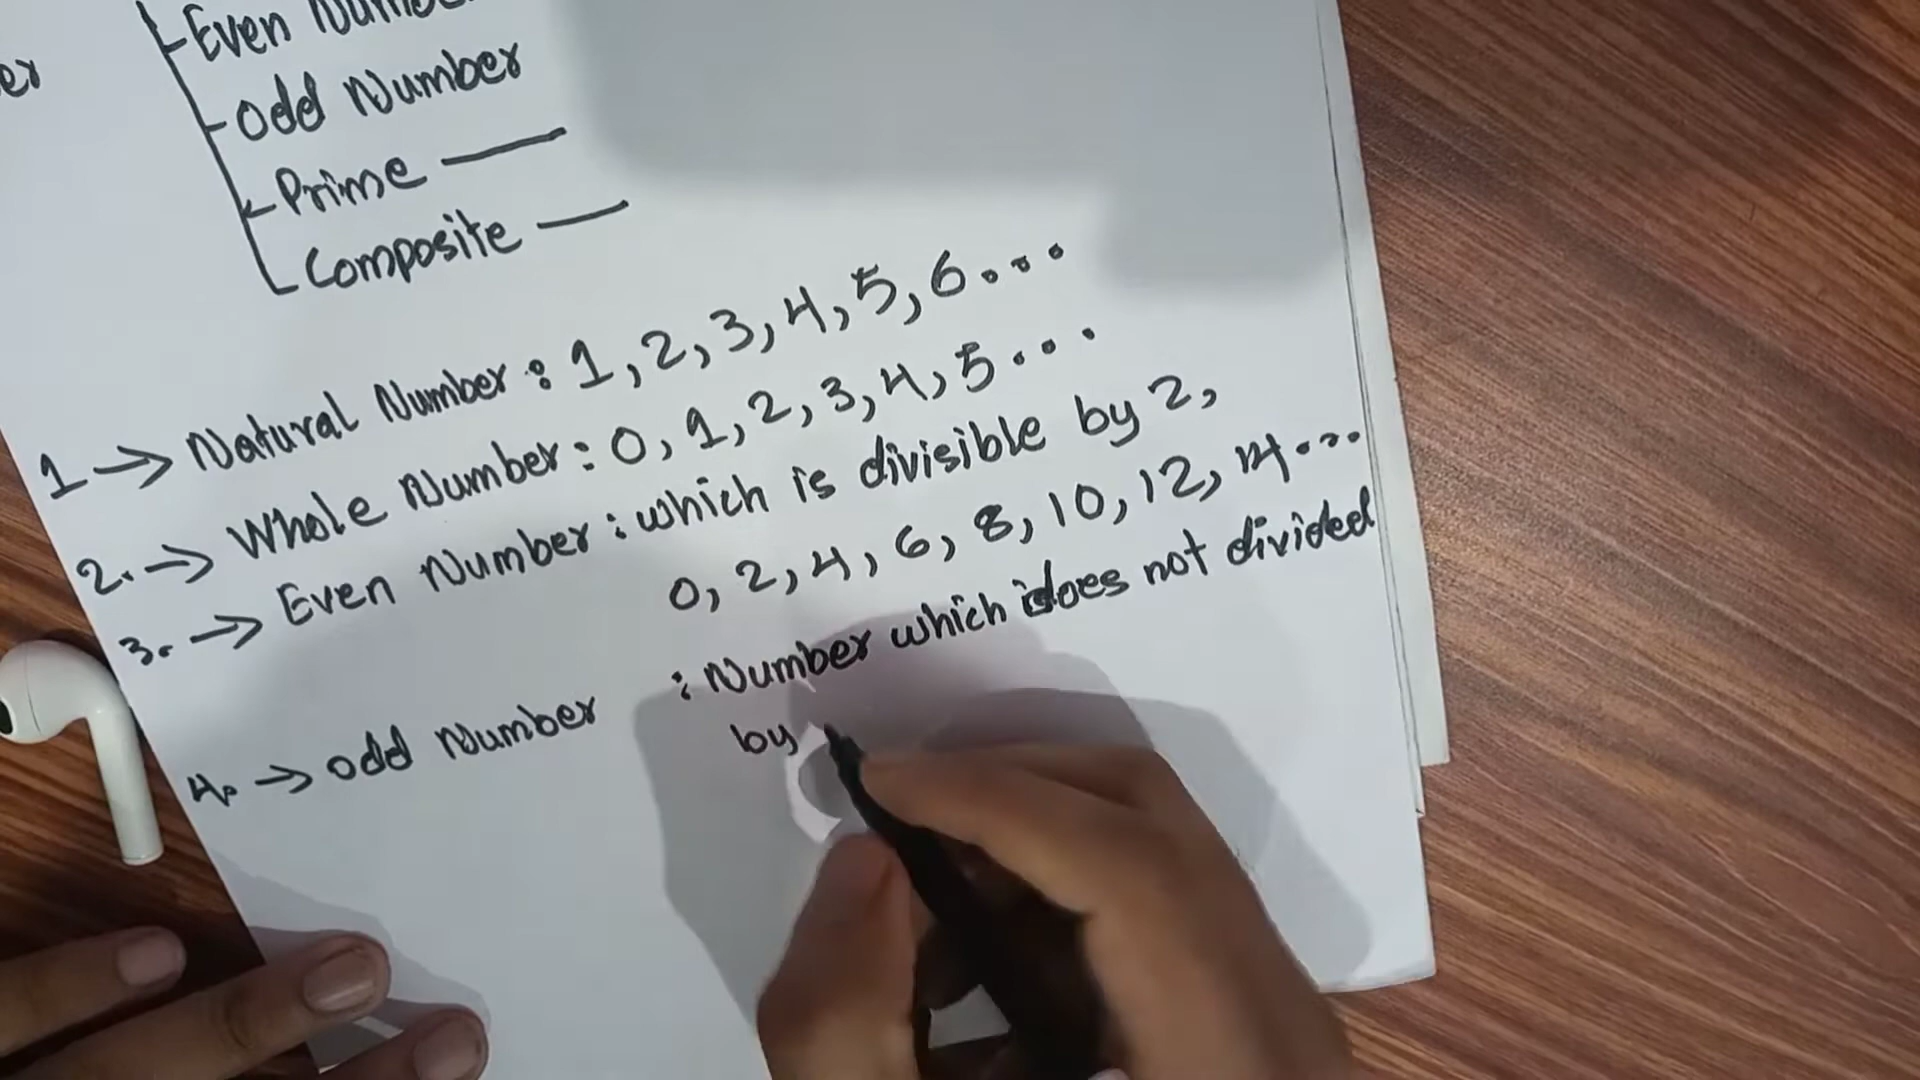 er
Even Number
Odd Number
Prime
Composite
1 → Natural Number : 1, 2, 3, 4, 5, 6...
2. → Whole Number : 0, 1, 2, 3, 4, 5...
3. → Even Number : which is divisible by 2,
0, 2, 4, 6, 8, 10, 12, 14...
4. → odd Number : Number which does not divided
by